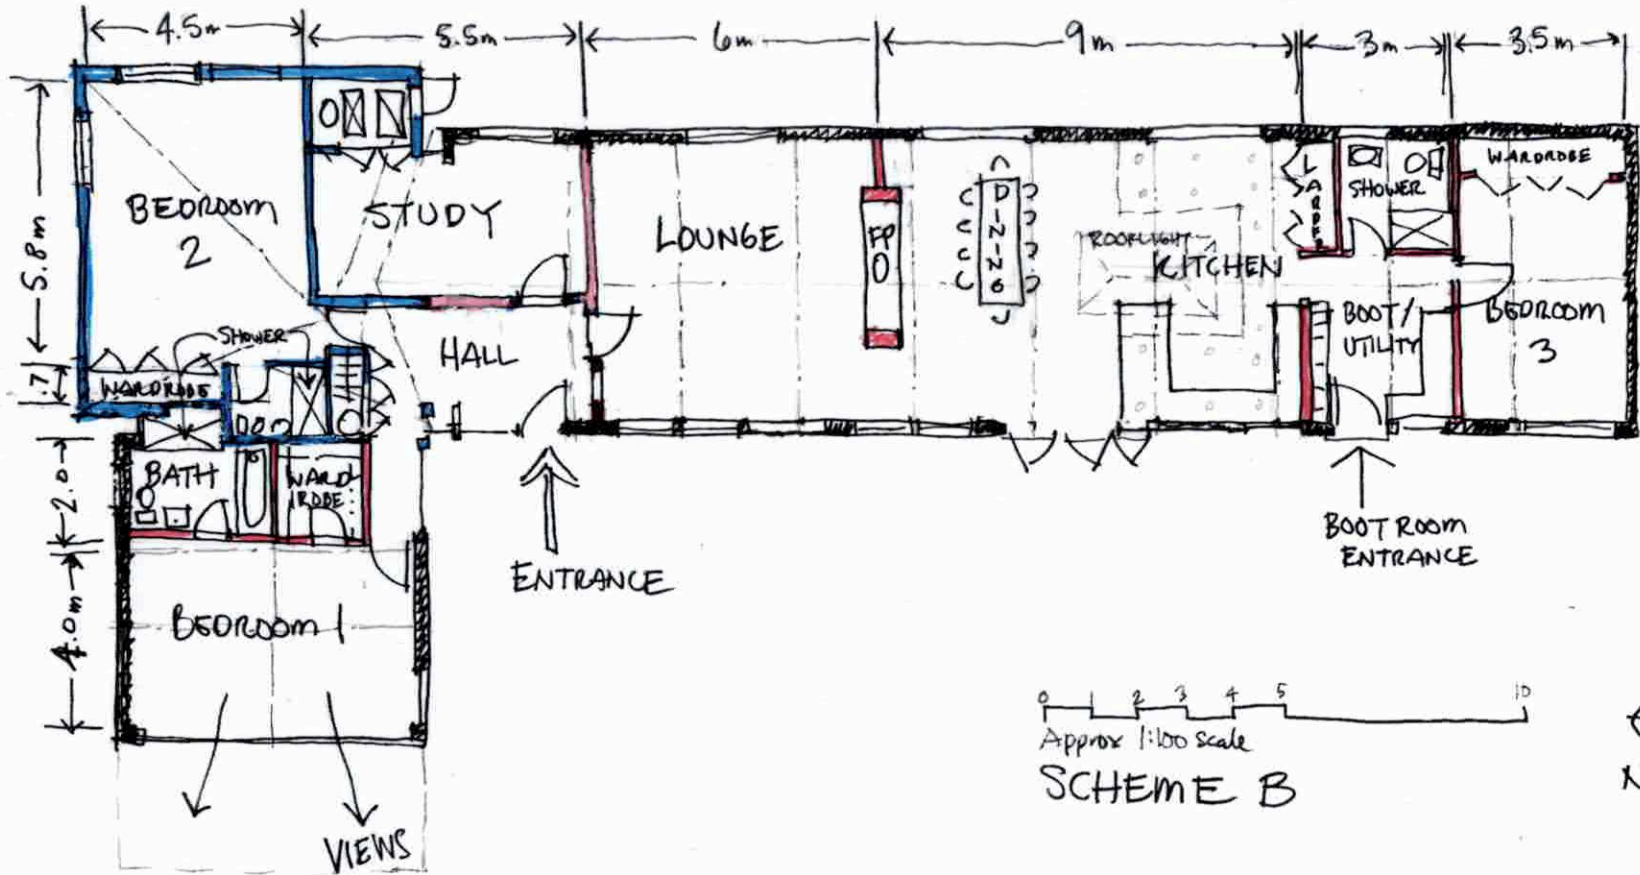 4.5m
5.5m
6m
9m
3m
3.5m
5.8m
.7
2.0
4.0m
BEDROOM
2
STUDY
LOUNGE
FP
DINING
ROOFLIGHT
KITCHEN
LARDER
SHOWER
WARDROBE
BEDROOM
3
BOOT/
UTILITY
HALL
SHOWER
WARDROBE
BATH
WARD
ROBE
BEDROOM 1
ENTRANCE
BOOT ROOM
ENTRANCE
VIEWS
0 1 2 3 4 5 10
Approx 1:100 Scale
SCHEME B
N